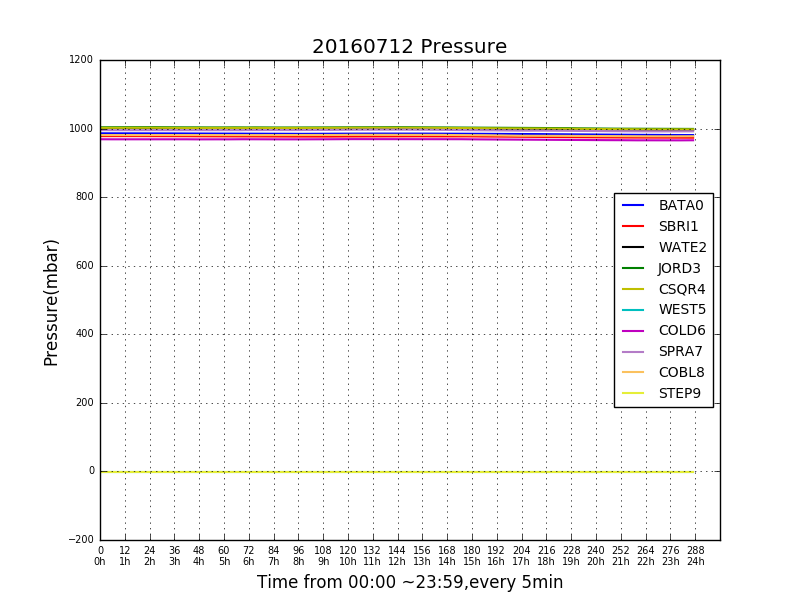 20160712 Pressure
1200
1000
800
600
400
200
0
−200
Pressure(mbar)
BATA0
SBRI1
WATE2
JORD3
CSQR4
WEST5
COLD6
SPRA7
COBL8
STEP9
0 12 24 36 48 60 72 84 96 108 120 132 144 156 168 180 192 204 216 228 240 252 264 276 288
0h 1h 2h 3h 4h 5h 6h 7h 8h 9h 10h 11h 12h 13h 14h 15h 16h 17h 18h 19h 20h 21h 22h 23h 24h
Time from 00:00 ~23:59,every 5min